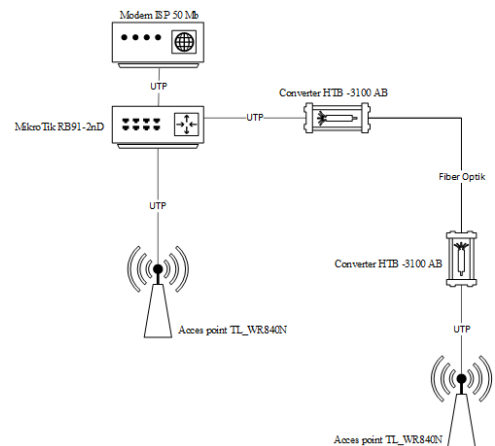 Modem ISP 50 Mb
UTP
Converter HTB -3100 AB
MikroTik RB91-2nD
UTP
Fiber Optik
UTP
Converter HTB -3100 AB
Acces point TL_WR840N
UTP
Acces point TL_WR840N